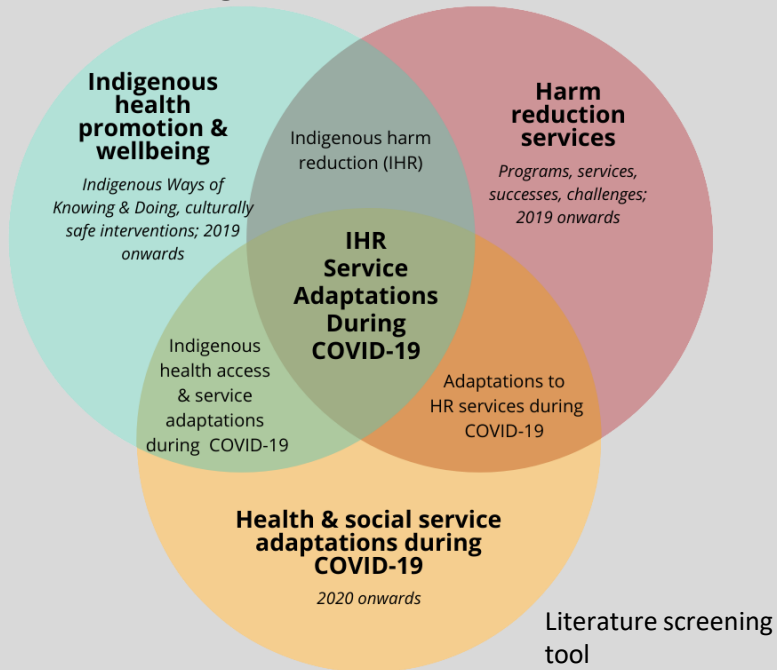 Indigenous
health
promotion &
wellbeing
Indigenous Ways of
Knowing & Doing, culturally
safe interventions; 2019
onwards
Indigenous harm
reduction (IHR)
Harm
reduction
services
Programs, services,
successes, challenges;
2019 onwards
IHR
Service
Adaptations
During
COVID-19
Indigenous
health access
& service
adaptations
during COVID-19
Adaptations to
HR services during
COVID-19
Health & social service
adaptations during
COVID-19
2020 onwards
Literature screening
tool